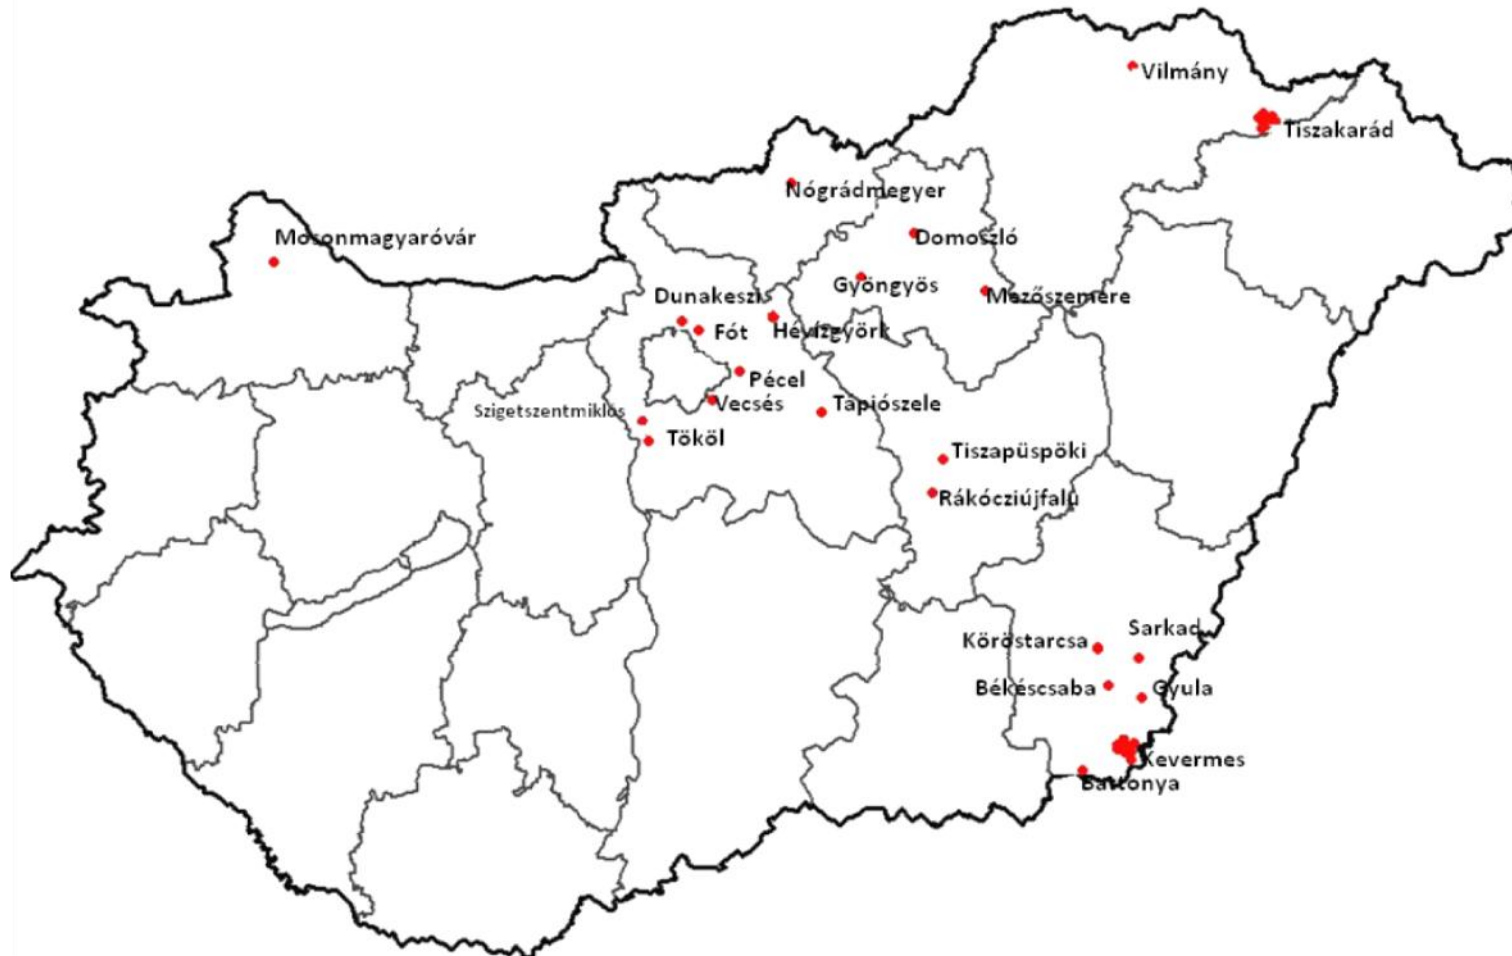 Vilmány
Tiszakarád
Nógrádmegyer
Mosonmagyaróvár
Domoszló
Gyöngyös
Dunakeszi
Mezőszemere
Fót
Hévízgyörk
Pécel
Vecsés
Tápiószele
Szigetszentmiklós
Tököl
Tiszapüspöki
Rákócziújfalu
Sarkad
Köröstarcsa
Békéscsaba
Gyula
Kevermes
Battonya